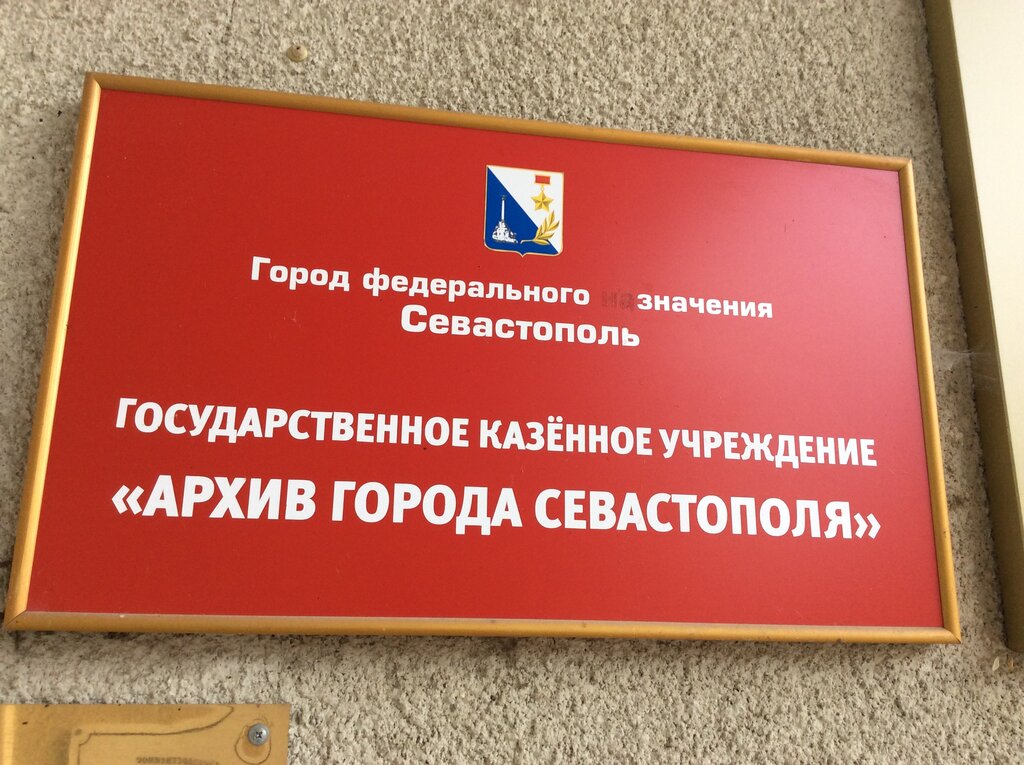 Город федерального значения
Севастополь
ГОСУДАРСТВЕННОЕ КАЗЁННОЕ УЧРЕЖДЕНИЕ
«АРХИВ ГОРОДА СЕВАСТОПОЛЯ»